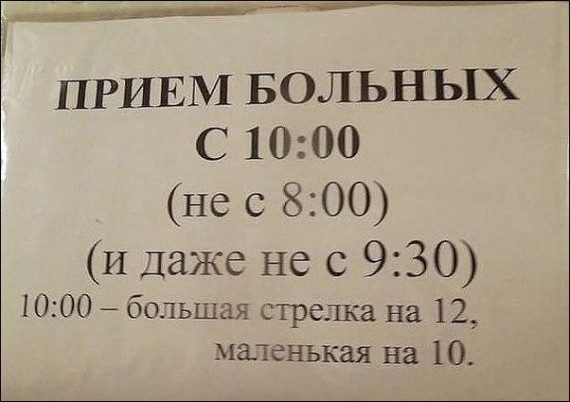 ПРИЕМ БОЛЬНЫХ
С 10:00
(не с 8:00)
(и даже не с 9:30)
10:00 – большая стрелка на 12,
маленькая на 10.